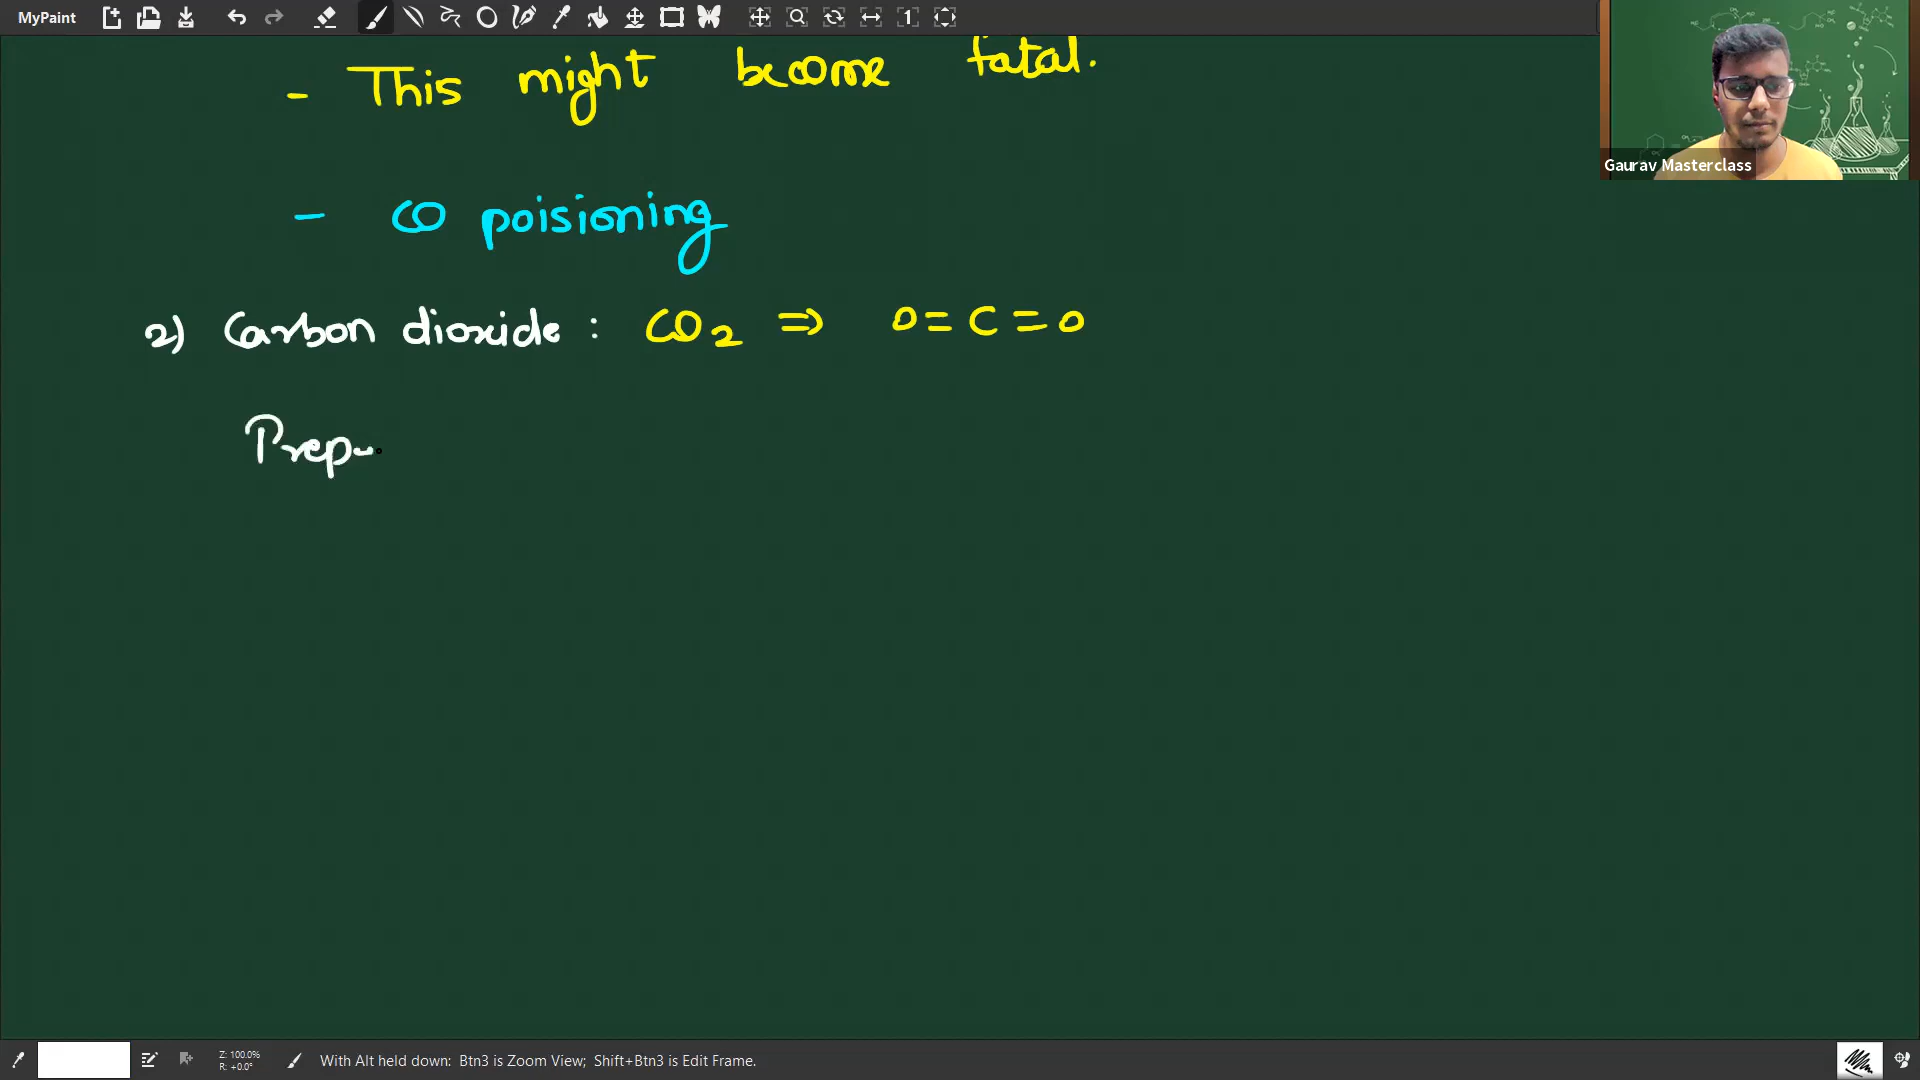 MyPaint
- This might become fatal.
Gaurav Masterclass
- CO poisioning
2) Carbon dioxide : CO2 ⇒ O=C=O
Prep
Z: 100.0%
R: +0.0°
With Alt held down: Btn3 is Zoom View; Shift+Btn3 is Edit Frame.